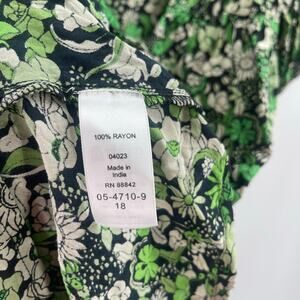 100% RAYON
04023
Made in
India
RN 88842
05-4710-9
18